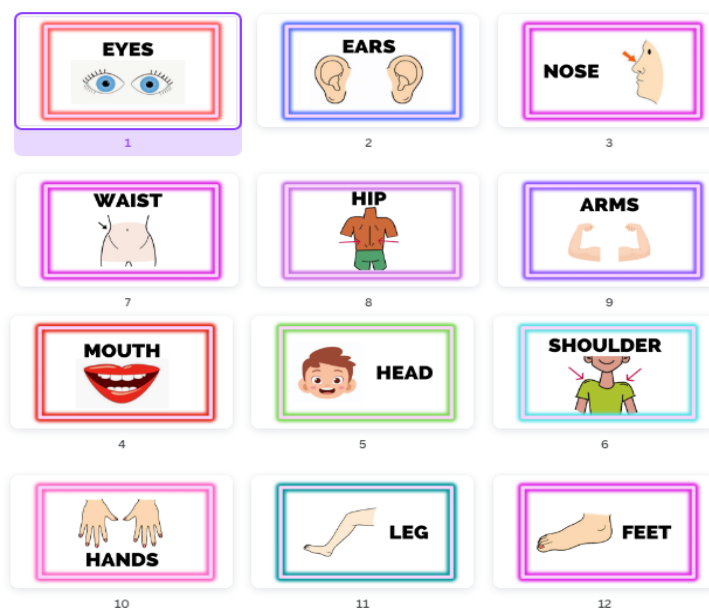 EYES
EARS
NOSE
1
2
3
WAIST
HIP
ARMS
7
8
9
MOUTH
HEAD
SHOULDER
4
5
6
HANDS
LEG
FEET
10
11
12